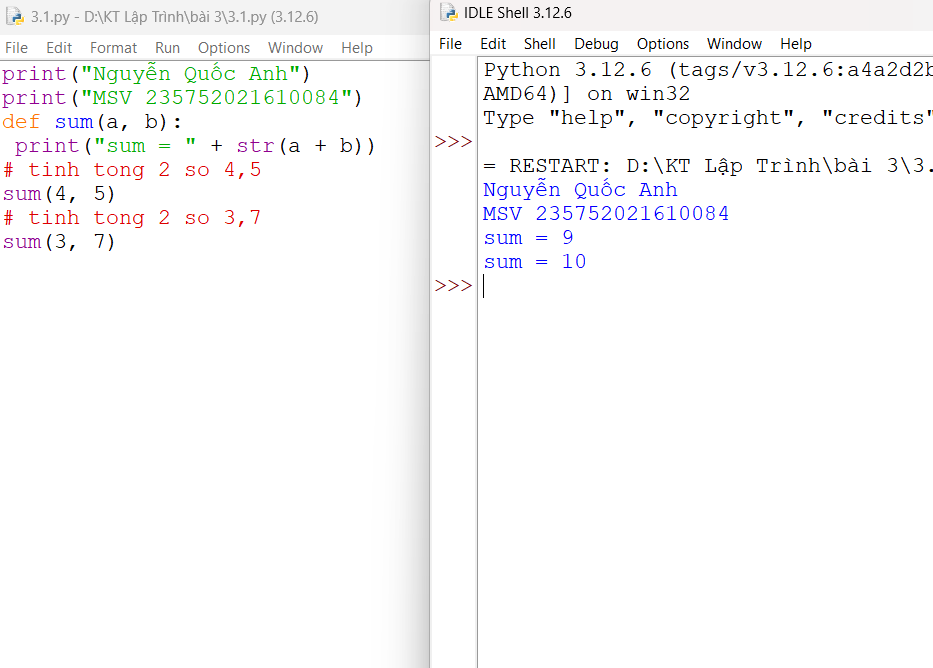 3.1.py - D:\KT Lập Trình\bài 3\3.1.py (3.12.6)
File Edit Format Run Options Window Help
print("Nguyễn Quốc Anh")
print("MSV 235752021610084")
def sum(a, b):
 print("sum = " + str(a + b))
# tinh tong 2 so 4,5
sum(4, 5)
# tinh tong 2 so 3,7
sum(3, 7)
IDLE Shell 3.12.6
File Edit Shell Debug Options Window Help
Python 3.12.6 (tags/v3.12.6:a4a2d2b
AMD64)] on win32
Type "help", "copyright", "credits"
>>>
= RESTART: D:\KT Lập Trình\bài 3\3.
Nguyễn Quốc Anh
MSV 235752021610084
sum = 9
sum = 10
>>>